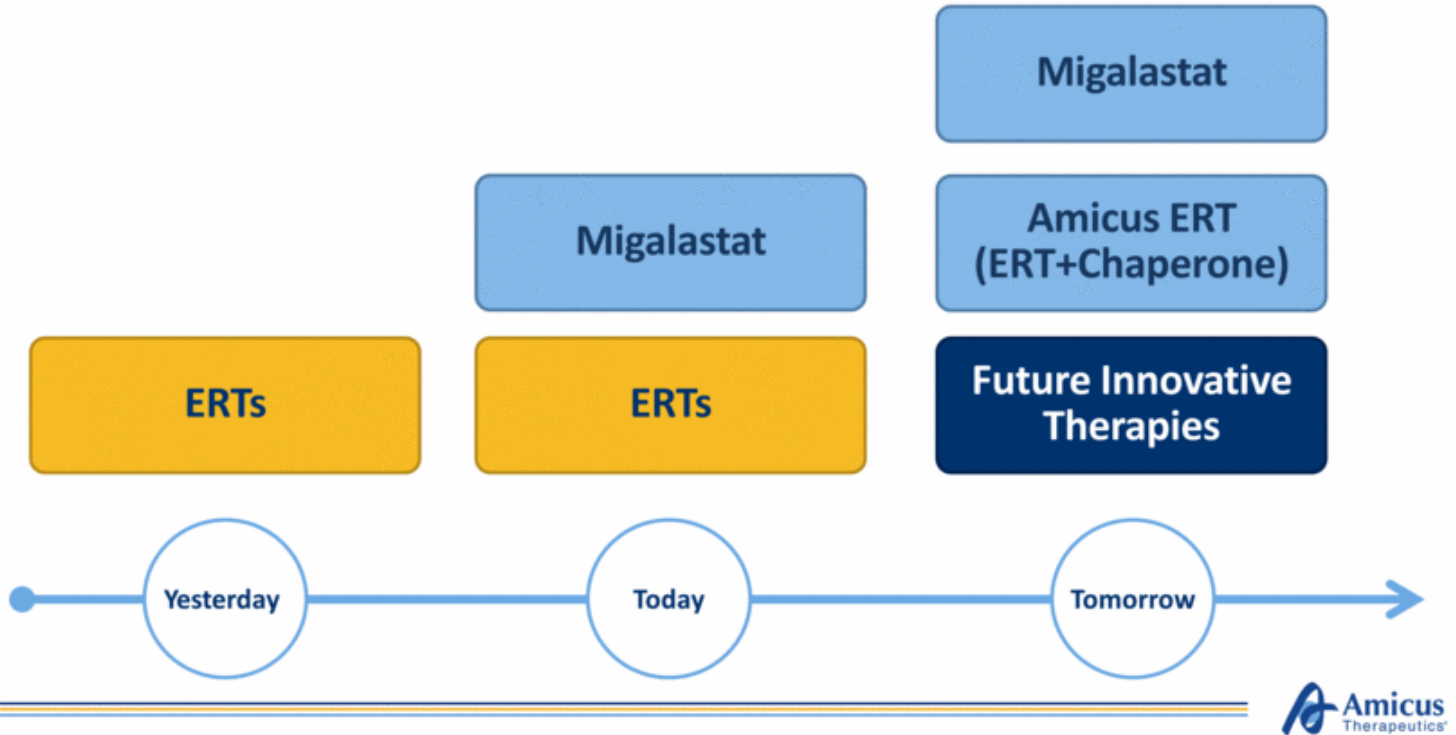 Migalastat
Migalastat
Amicus ERT
(ERT+Chaperone)
ERTs
ERTs
Future Innovative
Therapies
Yesterday
Today
Tomorrow
Amicus
Therapeutics®